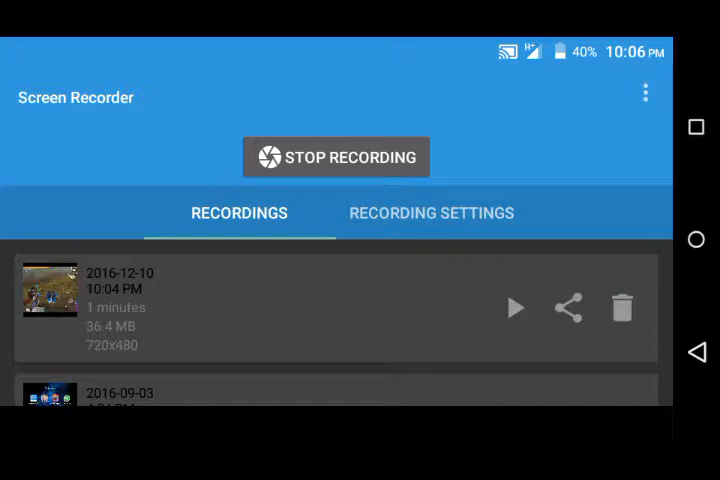 H+ 40% 10:06 PM
Screen Recorder
STOP RECORDING
RECORDINGS RECORDING SETTINGS
2016-12-10
10:04 PM
1 minutes
36.4 MB
720x480
2016-09-03